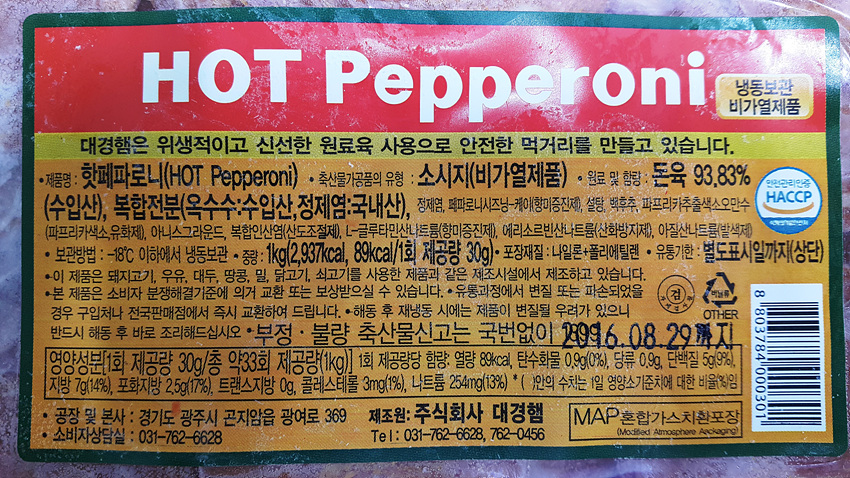 HOT Pepperoni
냉동보관
비가열제품
대경햄은 위생적이고 신선한 원료육 사용으로 안전한 먹거리를 만들고 있습니다.
•제품명 : 핫페파로니(HOT Pepperoni) • 축산물가공품의 유형 : 소시지(비가열제품) • 원료 및 함량 : 돈육 93,83%
(수입산), 복합전분(옥수수:수입산,정제염:국내산), 정제염, 페파로니시즈닝-케이(향미증진제), 설탕, 백후추, 파프리카추출색소오만수
(파프리카색소,유화제), 아니스그라운드, 복합인산염(산도조절제), L-글루타민산나트륨(향미증진제), 에리소르빈산나트륨(산화방지제), 아질산나트륨(발색제)
안전관리인증
HACCP
• 보관방법 : -18℃ 이하에서 냉동보관 • 중량 : 1kg(2,937kcal, 89kcal/1회 제공량 30g) • 포장재질 : 나일론+폴리에틸렌 • 유통기한 : 별도표시일까지(상단)
•이 제품은 돼지고기, 우유, 대두, 땅콩, 밀, 닭고기, 쇠고기를 사용한 제품과 같은 제조시설에서 제조하고 있습니다.
•본 제품은 소비자 분쟁해결기준에 의거 교환 또는 보상받으실 수 있습니다. •유통과정에서 변질 또는 파손되었을
경우 구입처나 전국판매점에서 즉시 교환하여 드립니다. •해동 후 재냉동 시에는 제품이 변질될 우려가 있으니
반드시 해동 후 바로 조리해드십시오 •부정·불량 축산물신고는 국번없이
2016.08.29까지
검
비닐류
OTHER
영양성분[1회 제공량 30g/총 약33회 제공량(1kg)] 1회 제공량당 함량 열량 89kcal, 탄수화물 0,9g(0%), 당류 0,9g, 단백질 5g(9%),
지방 7g(14%), 포화지방 2,5g(17%), 트랜스지방 0g, 콜레스테롤 3mg(1%), 나트륨 254mg(13%) * ( )안의 수치는 1일 영양소기준치에 대한 비율(%)임
• 공장 및 본사 : 경기도 광주시 곤지암읍 광여로 369 제조원: 주식회사 대경햄
• 소비자상담실 : 031-762-6628 Tel : 031-762-6628, 762-0456
MAP혼합가스치환포장
(Modified Atmosphere Packaging)
8 803784 000301